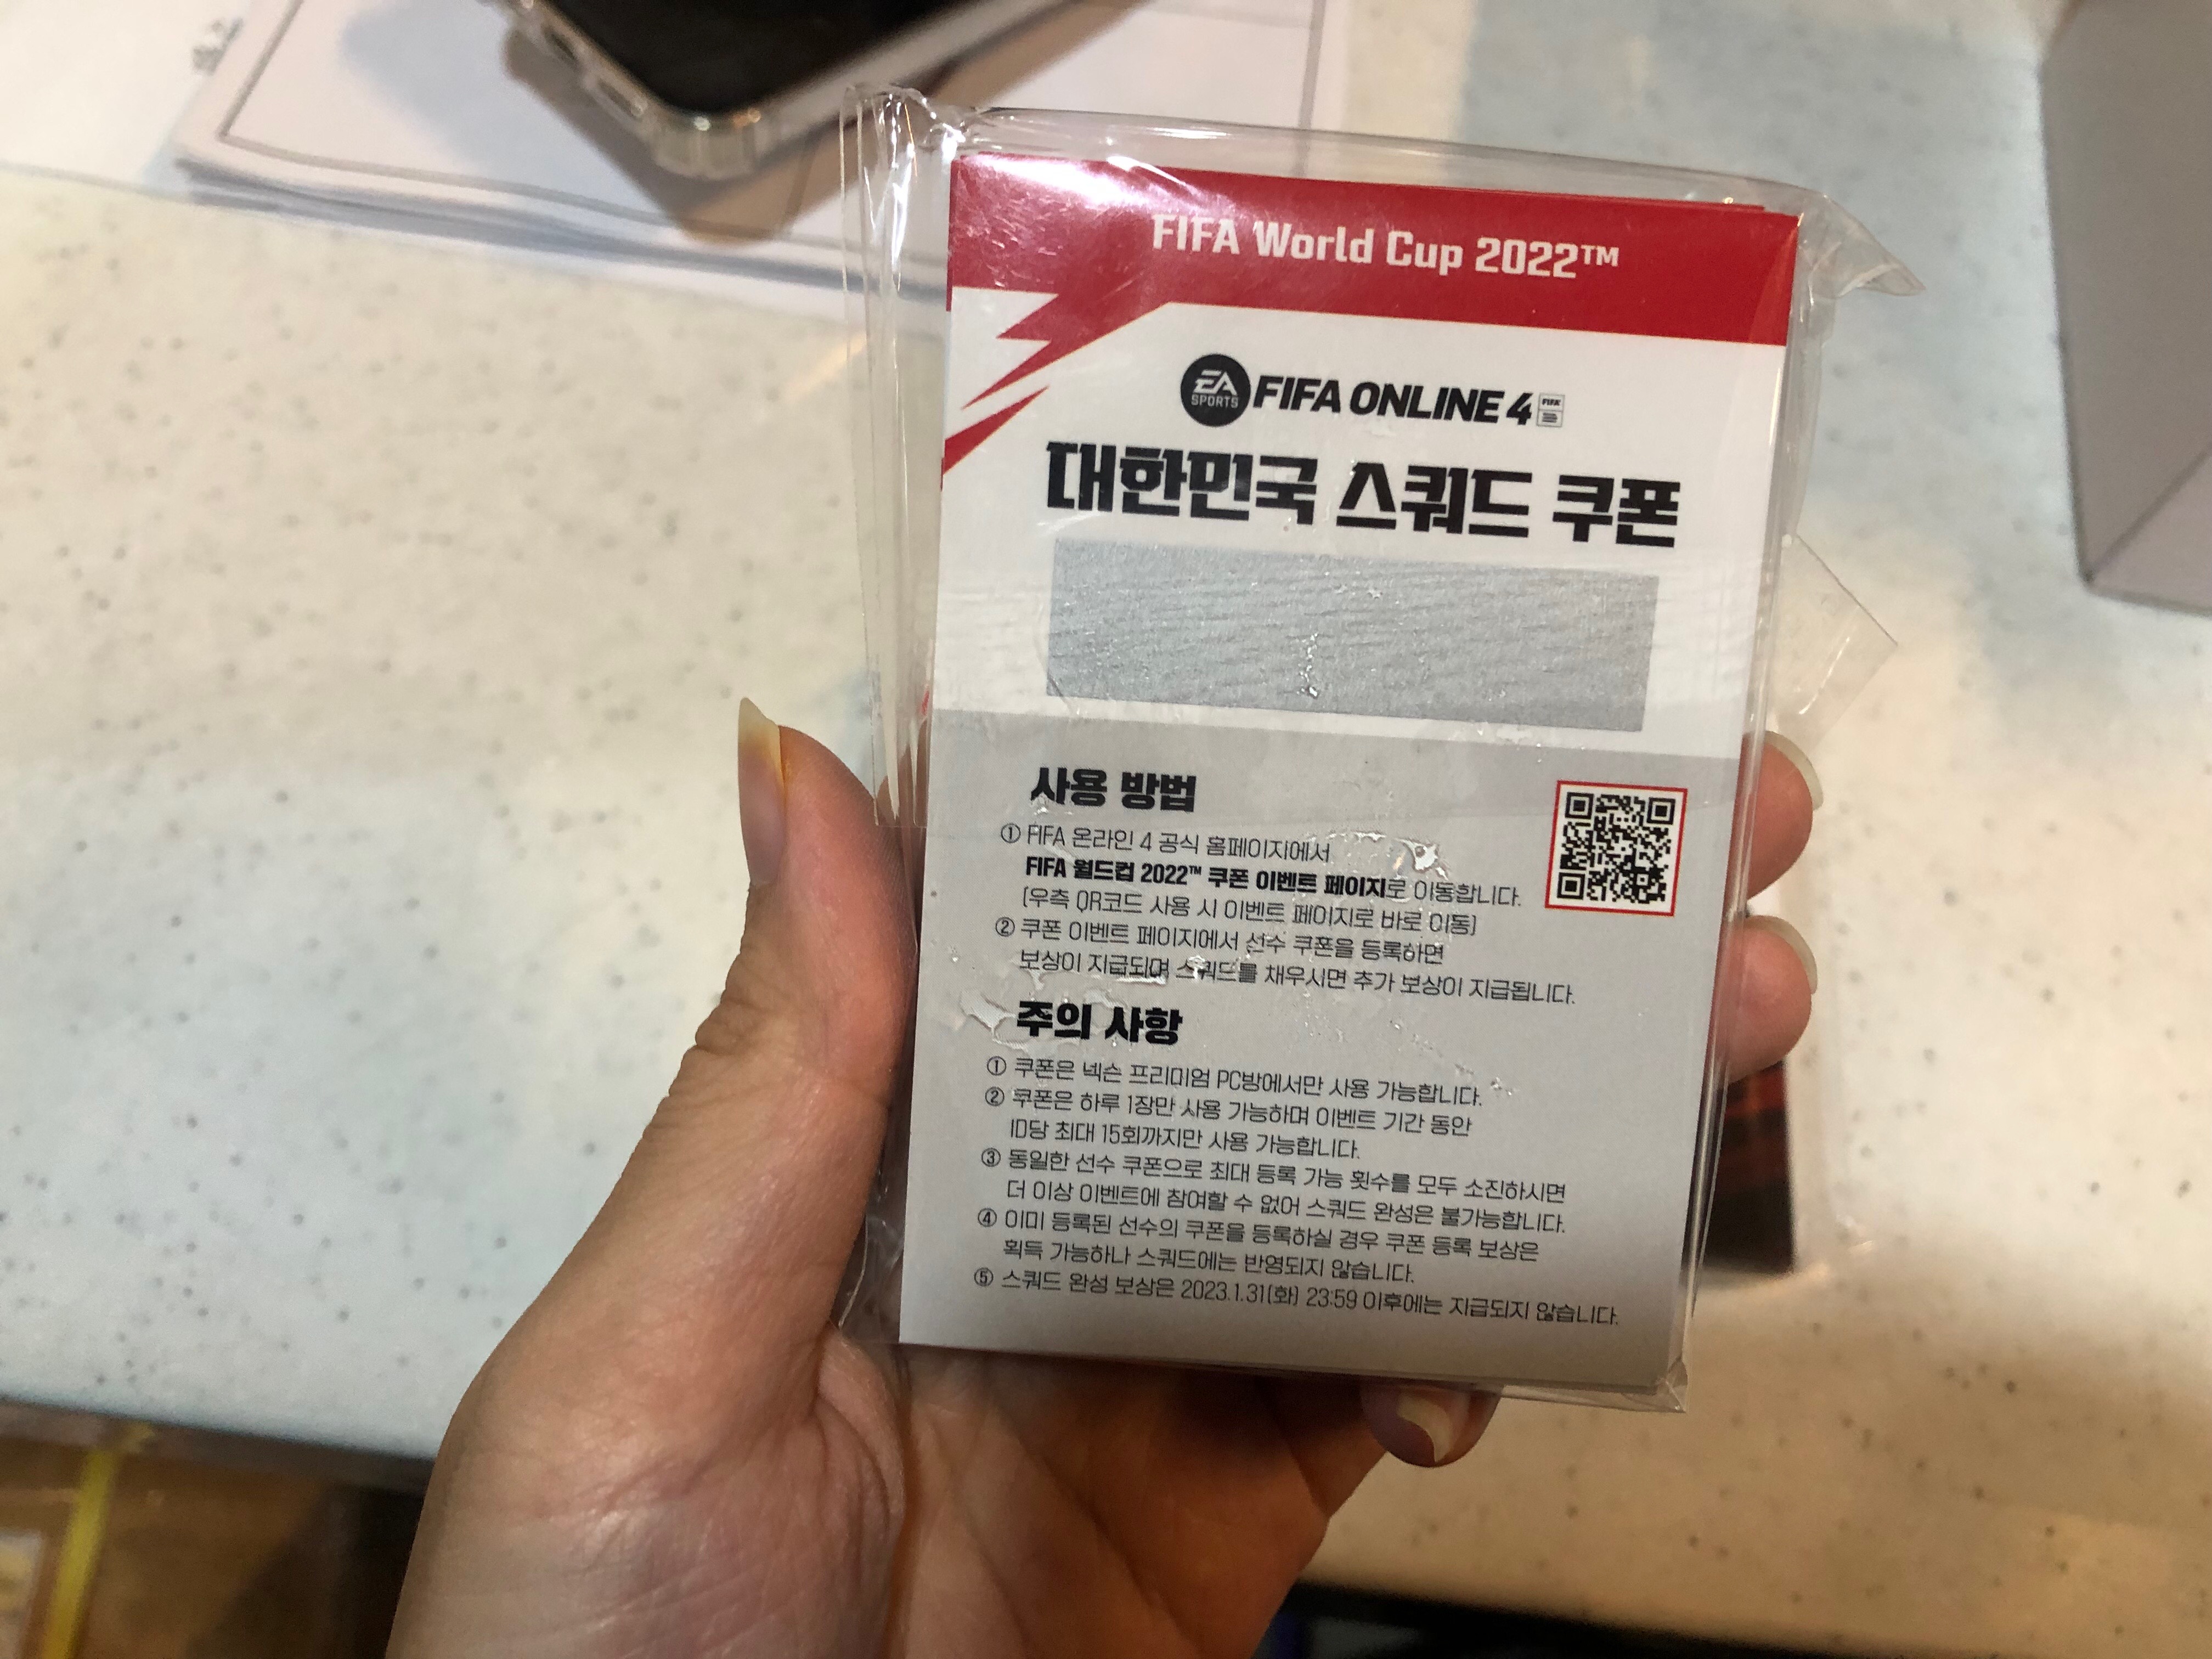 FIFA World Cup 2022™
EA SPORTS FIFA ONLINE 4 FIFA
대한민국 스쿼드 쿠폰
사용 방법
① FIFA 온라인 4 공식 홈페이지에서
FIFA 월드컵 2022™ 쿠폰 이벤트 페이지로 이동합니다.
(우측 QR코드 사용 시 이벤트 페이지로 바로 이동)
② 쿠폰 이벤트 페이지에서 선수 쿠폰을 등록하면
보상이 지급되며 스쿼드를 채우시면 추가 보상이 지급됩니다.
주의 사항
① 쿠폰은 넥슨 프리미엄 PC방에서만 사용 가능합니다.
② 쿠폰은 하루 1장만 사용 가능하며 이벤트 기간 동안
ID당 최대 15회까지만 사용 가능합니다.
③ 동일한 선수 쿠폰으로 최대 등록 가능 횟수를 모두 소진하시면
더 이상 이벤트에 참여할 수 없어 스쿼드 완성은 불가능합니다.
④ 이미 등록된 선수의 쿠폰을 등록하실 경우 쿠폰 등록 보상은
획득 가능하나 스쿼드에는 반영되지 않습니다.
⑤ 스쿼드 완성 보상은 2023.1.31(화) 23:59 이후에는 지급되지 않습니다.